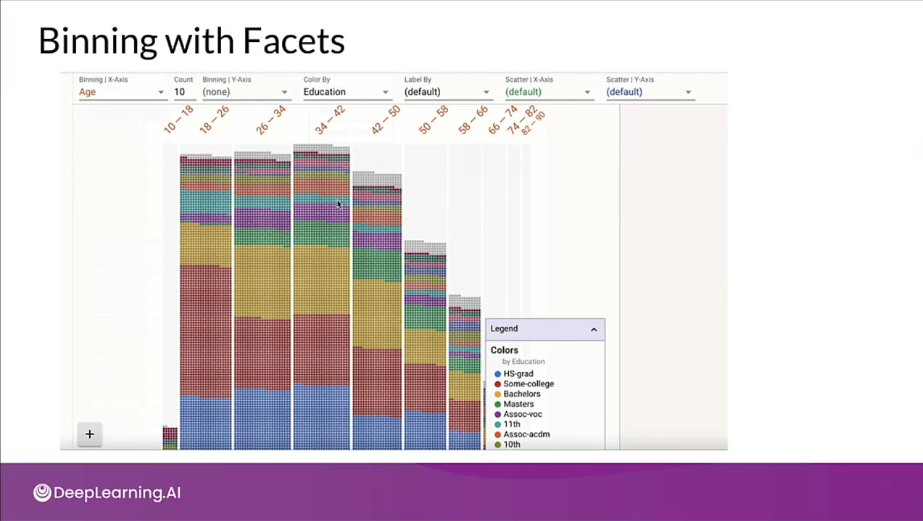 Binning with Facets
Binning | X-Axis Count Binning | Y-Axis Color By Label By Scatter | X-Axis Scatter | Y-Axis
Age 10 (none) Education (default) (default) (default)
10 – 18 18 – 26 26 – 34 34 – 42 42 – 50 50 – 58 58 – 66 66 – 74 74 – 82 82 – 90
Legend
Colors
by Education
HS-grad
Some-college
Bachelors
Masters
Assoc-voc
11th
Assoc-acdm
10th
+
DeepLearning.AI